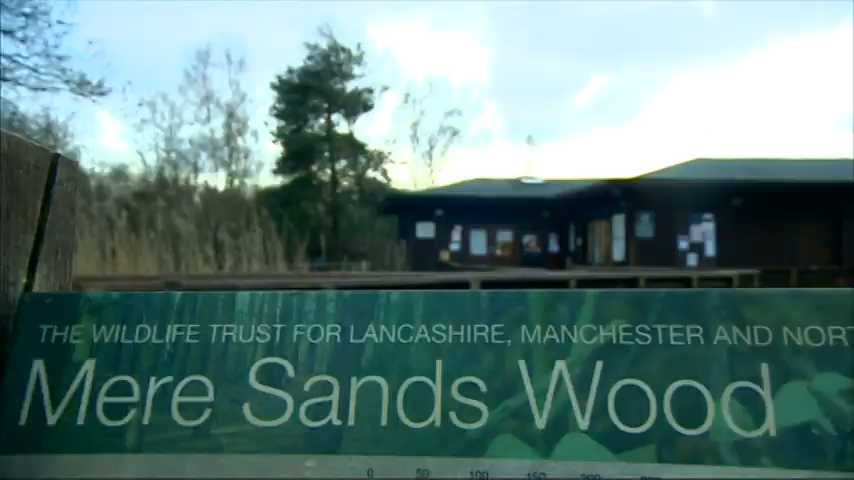 THE WILDLIFE TRUST FOR LANCASHIRE, MANCHESTER AND NORT
Mere Sands Wood
0 50 100 150 200